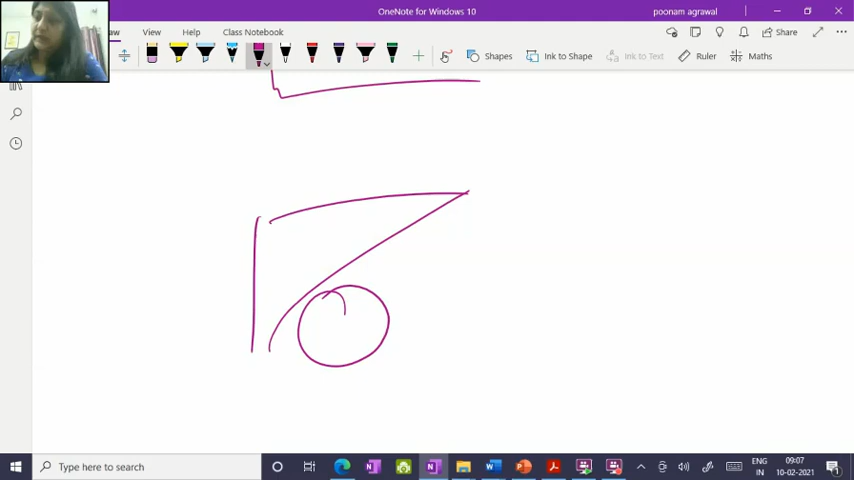 OneNote for Windows 10
poonam agrawal
aw View Help Class Notebook
Share
Shapes Ink to Shape Ink to Text Ruler Maths
Type here to search
ENG
IN
09:07
10-02-2021
1